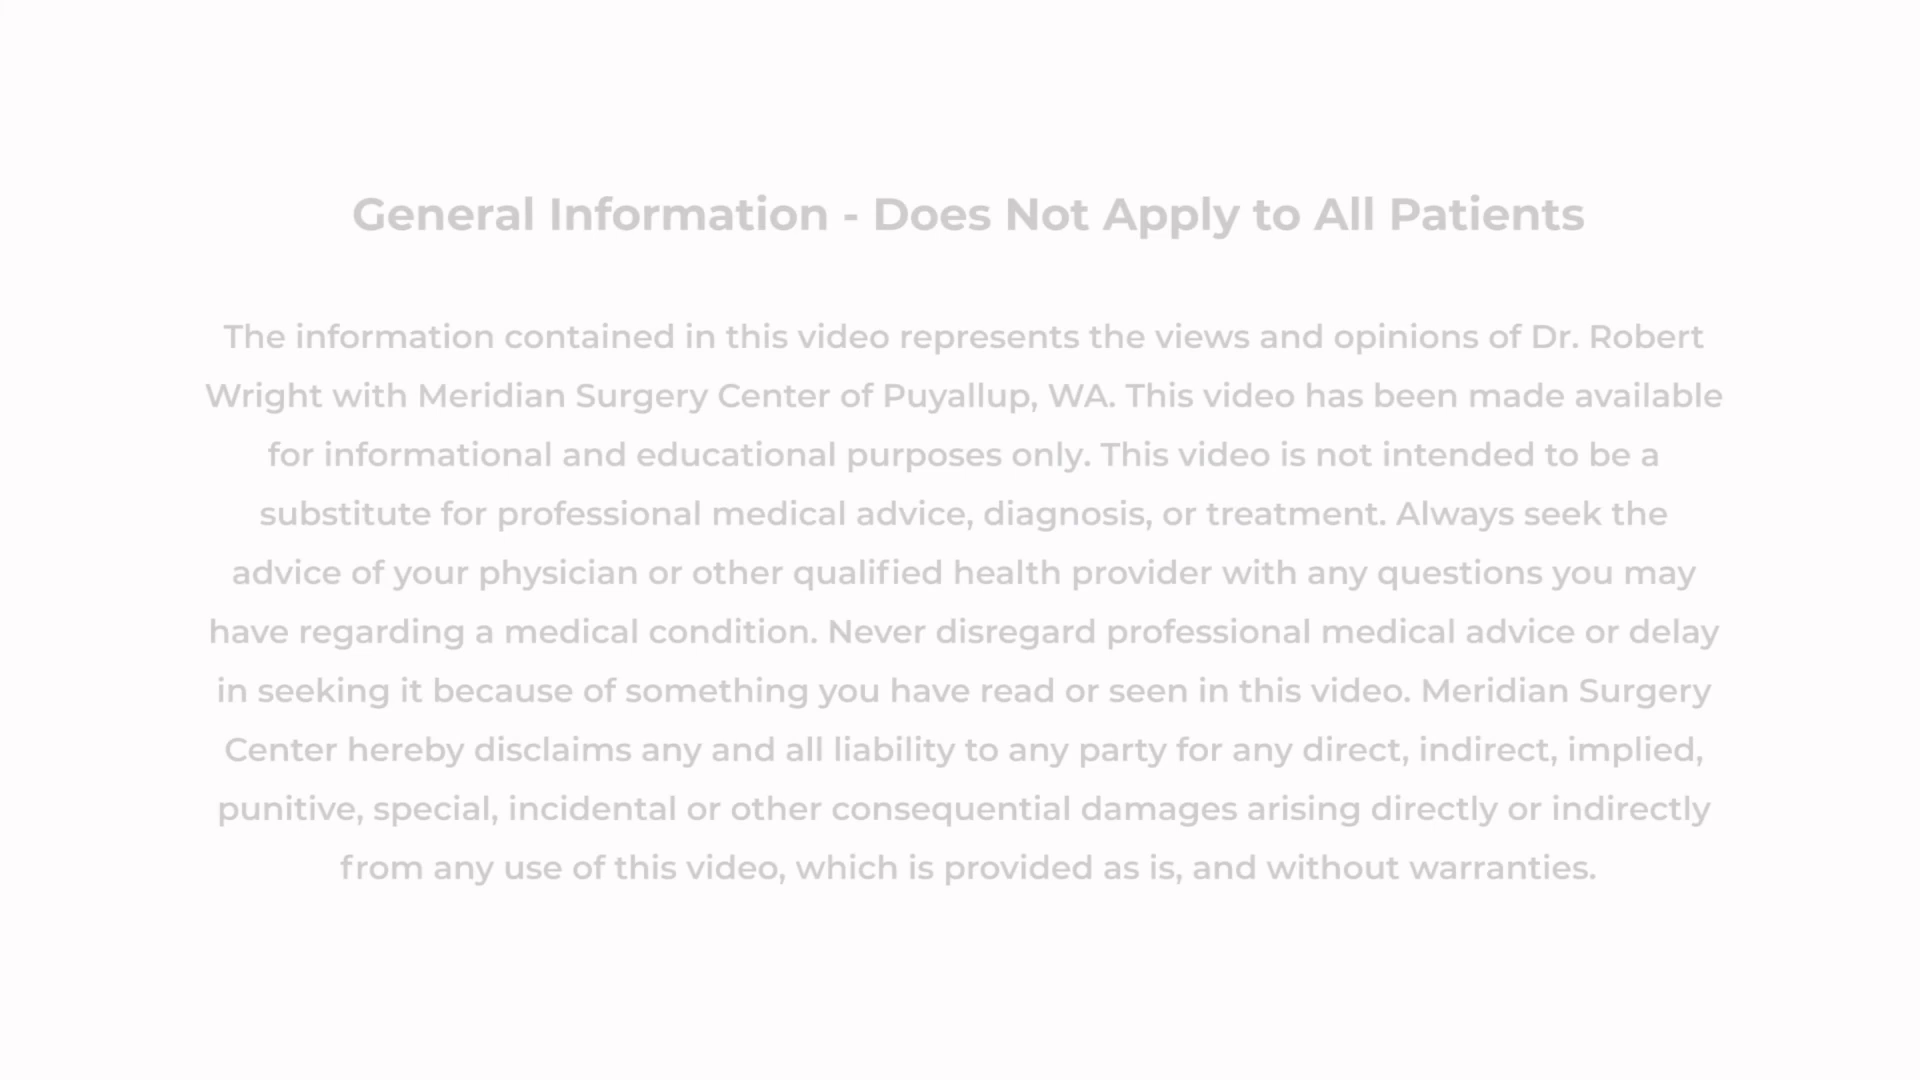 General Information - Does Not Apply to All Patients
The information contained in this video represents the views and opinions of Dr. Robert
Wright with Meridian Surgery Center of Puyallup, WA. This video has been made available
for informational and educational purposes only. This video is not intended to be a
substitute for professional medical advice, diagnosis, or treatment. Always seek the
advice of your physician or other qualified health provider with any questions you may
have regarding a medical condition. Never disregard professional medical advice or delay
in seeking it because of something you have read or seen in this video. Meridian Surgery
Center hereby disclaims any and all liability to any party for any direct, indirect, implied,
punitive, special, incidental or other consequential damages arising directly or indirectly
from any use of this video, which is provided as is, and without warranties.